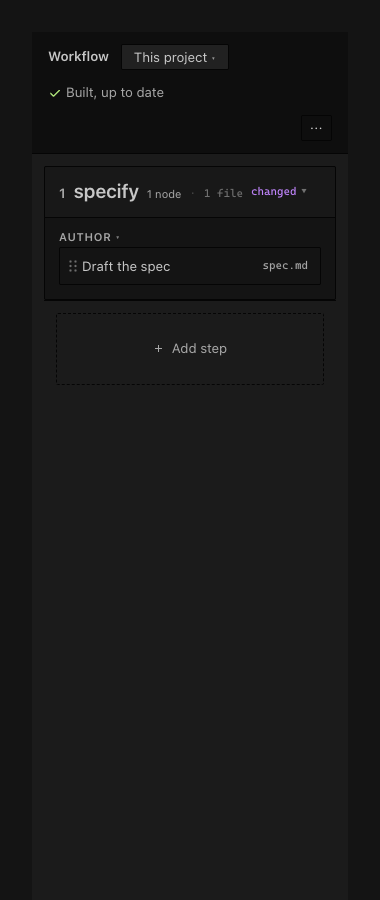 Workflow This project
Built, up to date
...
1 specify 1 node · 1 file changed
AUTHOR
Draft the spec spec.md
+ Add step